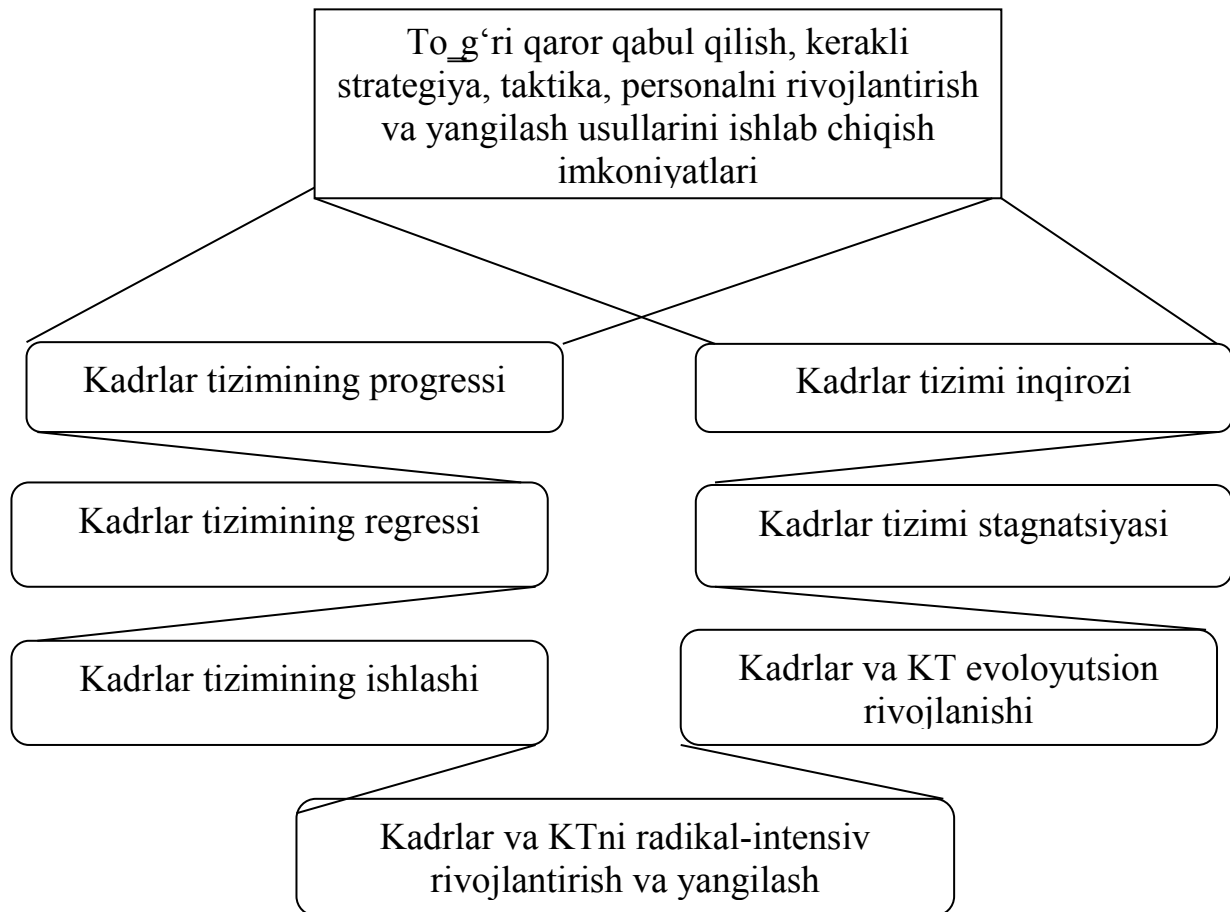 To_g‘ri qaror qabul qilish, kerakli
strategiya, taktika, personalni rivojlantirish
va yangilash usullarini ishlab chiqish
imkoniyatlari
Kadrlar tizimining progressi
Kadrlar tizimi inqirozi
Kadrlar tizimining regressi
Kadrlar tizimi stagnatsiyasi
Kadrlar tizimining ishlashi
Kadrlar va KT evoloyutsion
rivojlanishi
Kadrlar va KTni radikal-intensiv
rivojlantirish va yangilash